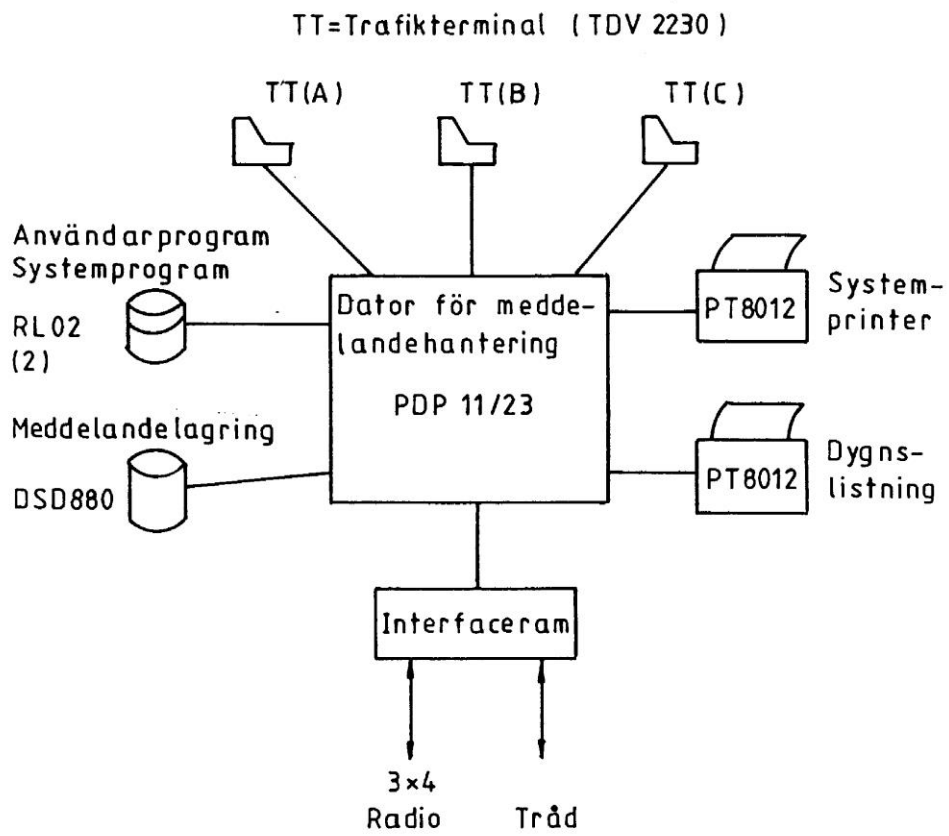 TT=Trafikterminal (TDV 2230)
TT(A)
TT(B)
TT(C)
Användarprogram
Systemprogram
RL02
(2)
Dator för medde-
landehantering
PDP 11/23
PT8012
System-
printer
Meddelandelagring
DSD880
PT8012
Dygns-
listning
Interfaceram
3×4
Radio
Tråd